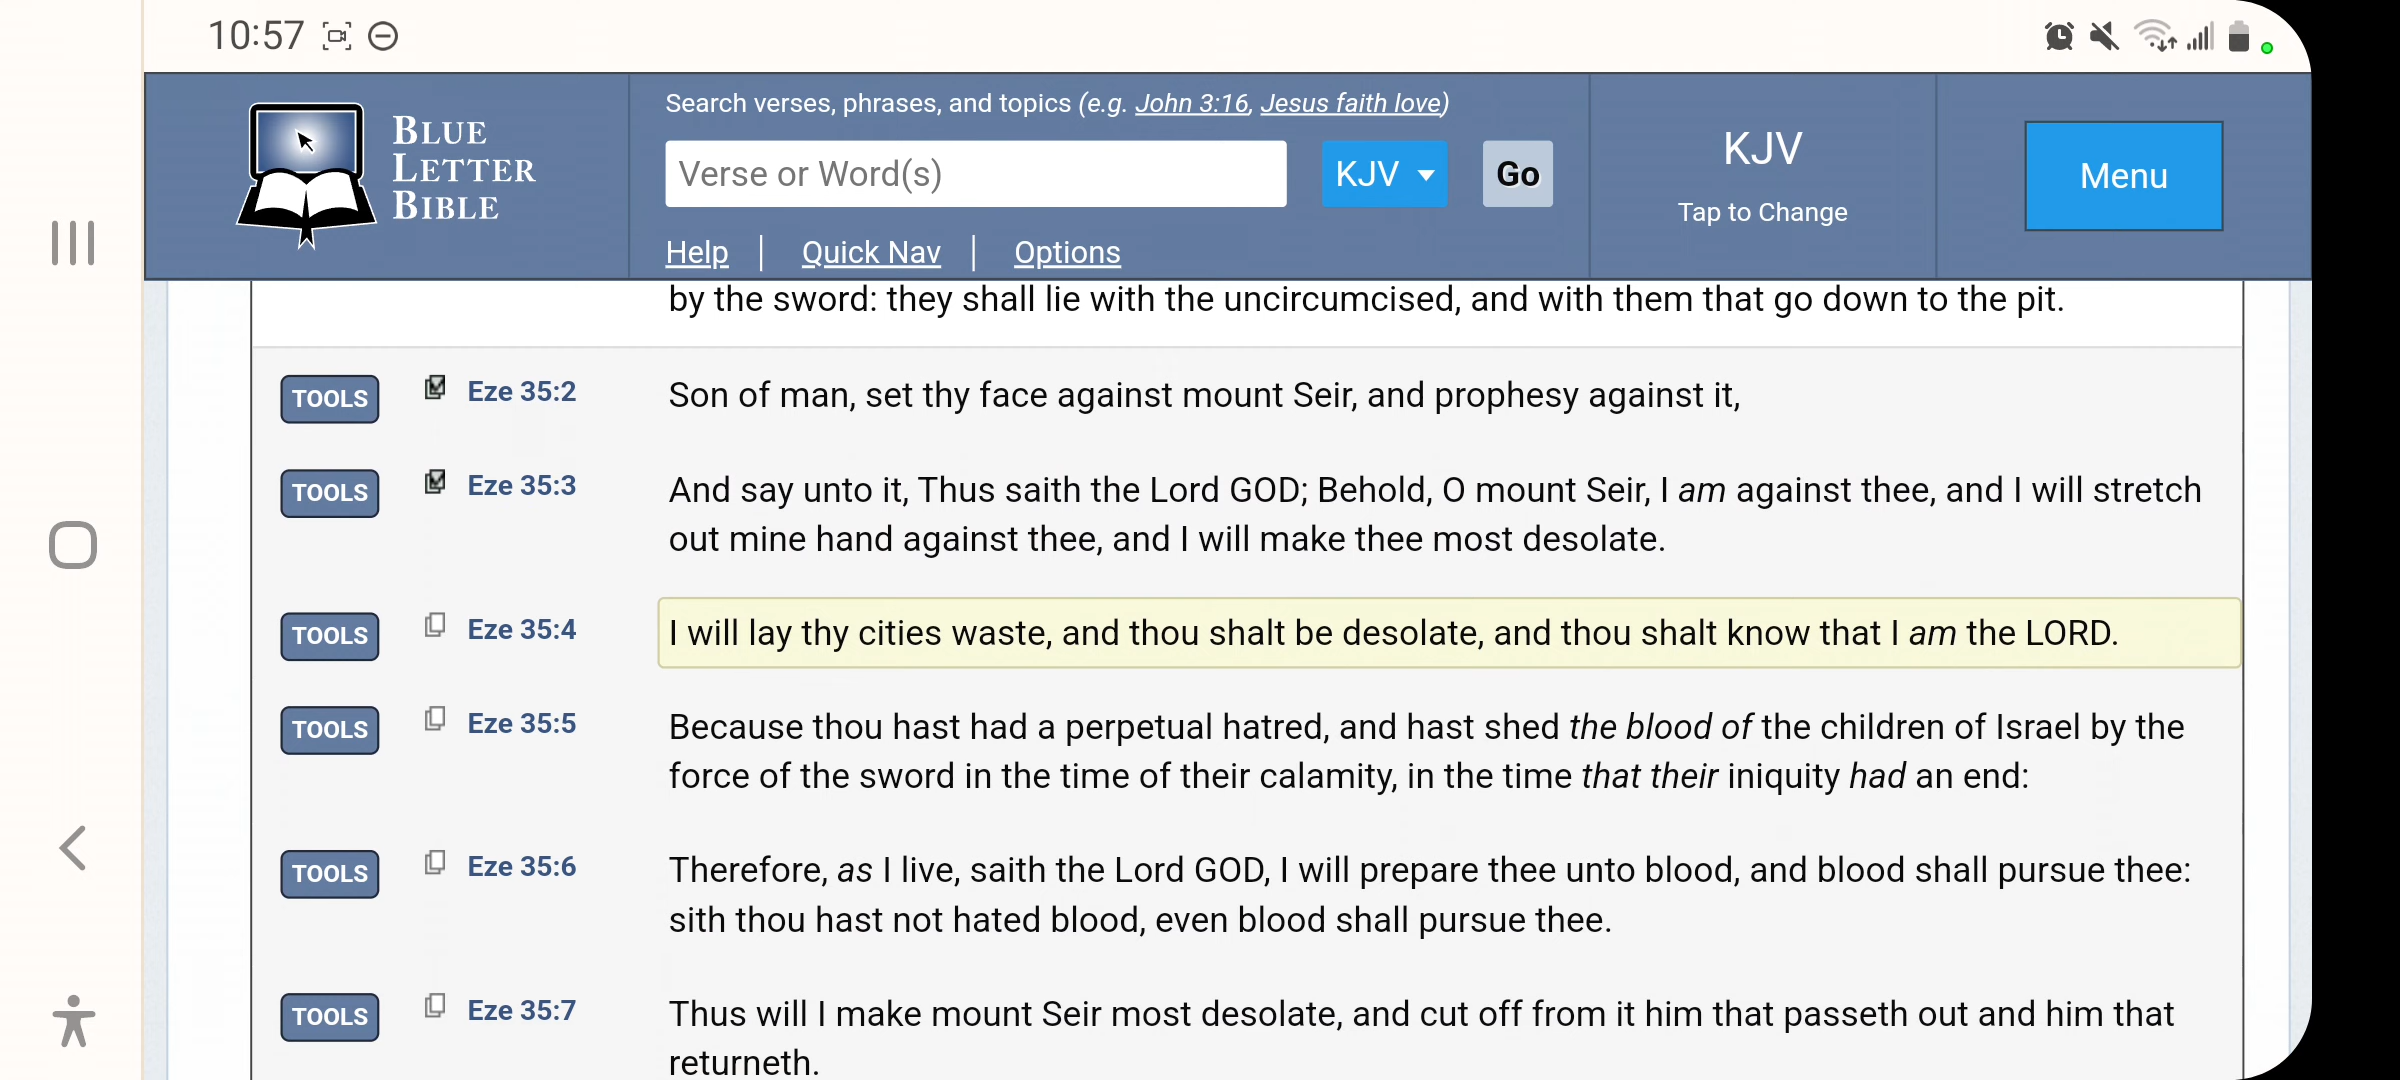 10:57
BLUE
LETTER
BIBLE
Search verses, phrases, and topics (e.g. John 3:16, Jesus faith love)
Verse or Word(s)
KJV
Go
Help
Quick Nav
Options
KJV
Tap to Change
Menu
by the sword: they shall lie with the uncircumcised, and with them that go down to the pit.
TOOLS Eze 35:2 Son of man, set thy face against mount Seir, and prophesy against it,
TOOLS Eze 35:3 And say unto it, Thus saith the Lord GOD; Behold, O mount Seir, I am against thee, and I will stretch
out mine hand against thee, and I will make thee most desolate.
TOOLS Eze 35:4 I will lay thy cities waste, and thou shalt be desolate, and thou shalt know that I am the LORD.
TOOLS Eze 35:5 Because thou hast had a perpetual hatred, and hast shed the blood of the children of Israel by the
force of the sword in the time of their calamity, in the time that their iniquity had an end:
TOOLS Eze 35:6 Therefore, as I live, saith the Lord GOD, I will prepare thee unto blood, and blood shall pursue thee:
sith thou hast not hated blood, even blood shall pursue thee.
TOOLS Eze 35:7 Thus will I make mount Seir most desolate, and cut off from it him that passeth out and him that
returneth.